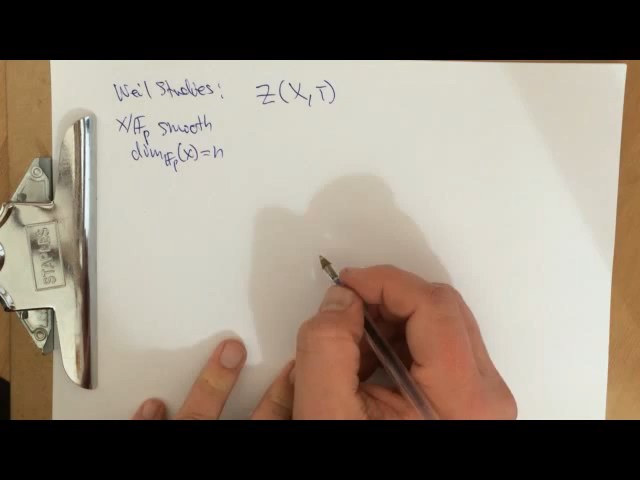 Weil Studies: Z(X,T)
X/𝔽p smooth
dim𝔽p(X)=n
STAPLES